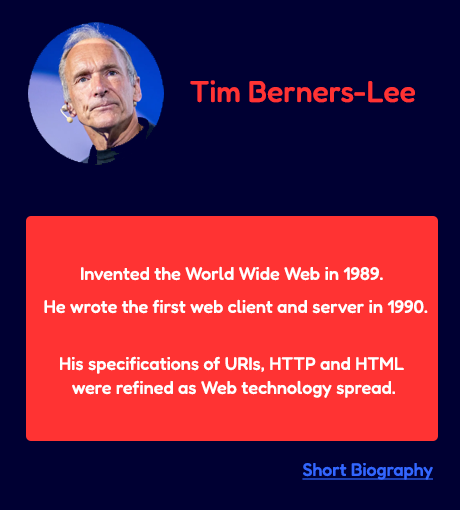 Tim Berners-Lee
Invented the World Wide Web in 1989.
He wrote the first web client and server in 1990.
His specifications of URIs, HTTP and HTML
were refined as Web technology spread.
Short Biography